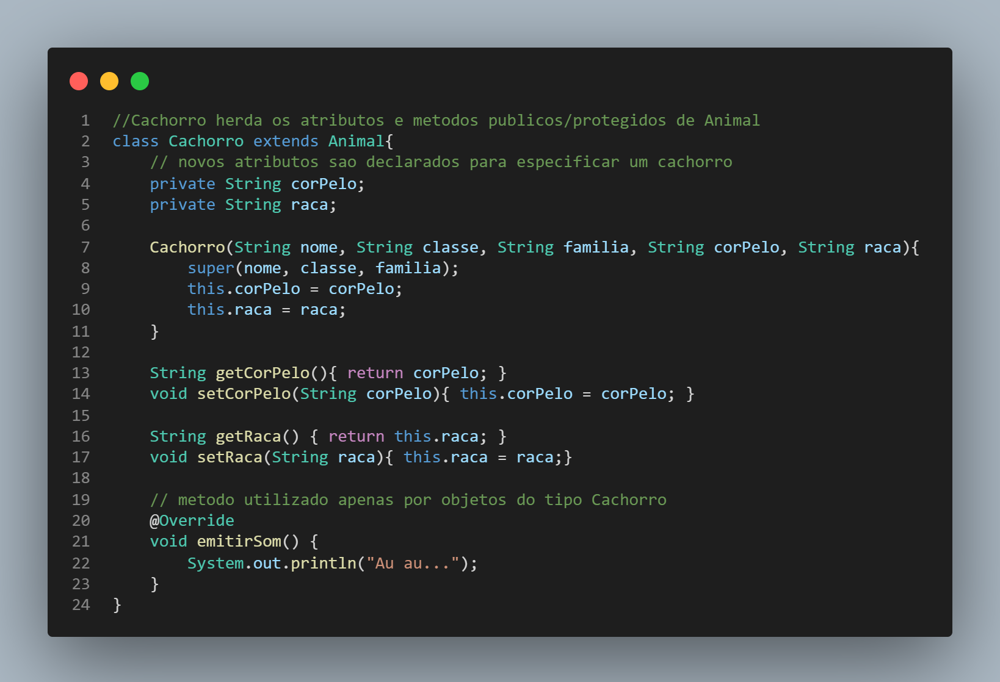 1 //Cachorro herda os atributos e metodos publicos/protegidos de Animal
2 class Cachorro extends Animal{
3     // novos atributos sao declarados para especificar um cachorro
4     private String corPelo;
5     private String raca;
6
7     Cachorro(String nome, String classe, String familia, String corPelo, String raca){
8         super(nome, classe, familia);
9         this.corPelo = corPelo;
10         this.raca = raca;
11     }
12
13     String getCorPelo(){ return corPelo; }
14     void setCorPelo(String corPelo){ this.corPelo = corPelo; }
15
16     String getRaca() { return this.raca; }
17     void setRaca(String raca){ this.raca = raca;}
18
19     // metodo utilizado apenas por objetos do tipo Cachorro
20     @Override
21     void emitirSom() {
22         System.out.println("Au au...");
23     }
24 }